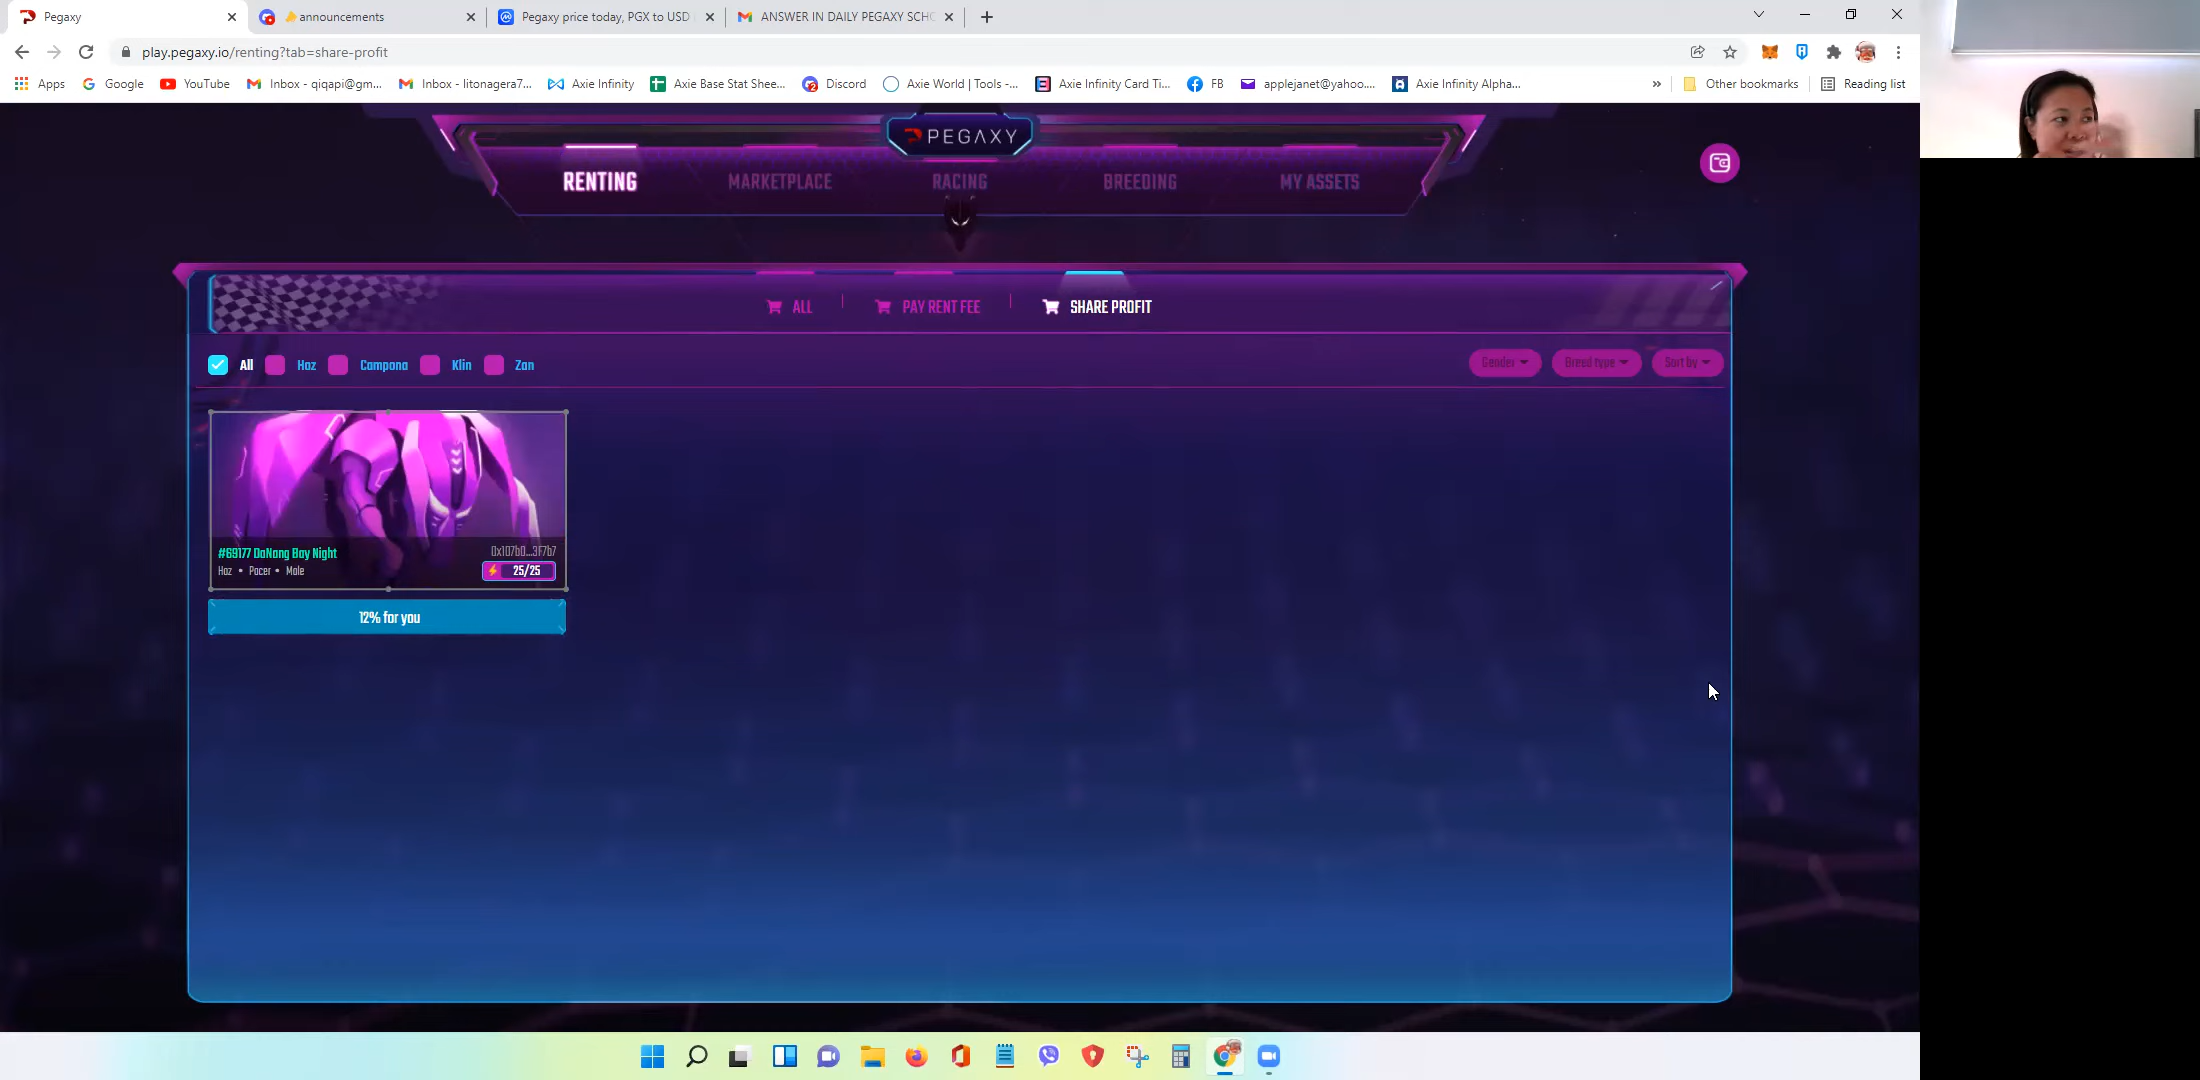 Pegaxy
announcements
Pegaxy price today, PGX to USD
ANSWER IN DAILY PEGAXY SCHO
play.pegaxy.io/renting?tab=share-profit
Apps
Google
YouTube
Inbox - qiqapi@gm...
Inbox - litonagera7...
Axie Infinity
Axie Base Stat Shee...
Discord
Axie World | Tools -...
Axie Infinity Card Ti...
FB
applejanet@yahoo....
Axie Infinity Alpha...
»
Other bookmarks
Reading list
PEGAXY
RENTING
MARKETPLACE
RACING
BREEDING
MY ASSETS
ALL
PAY RENT FEE
SHARE PROFIT
All
Hoz
Campona
Klin
Zan
Gender
Breed type
Sort by
#69177 DaNang Bay Night
0x107b0...3F7b7
Hoz • Pacer • Male
25/25
12% for you